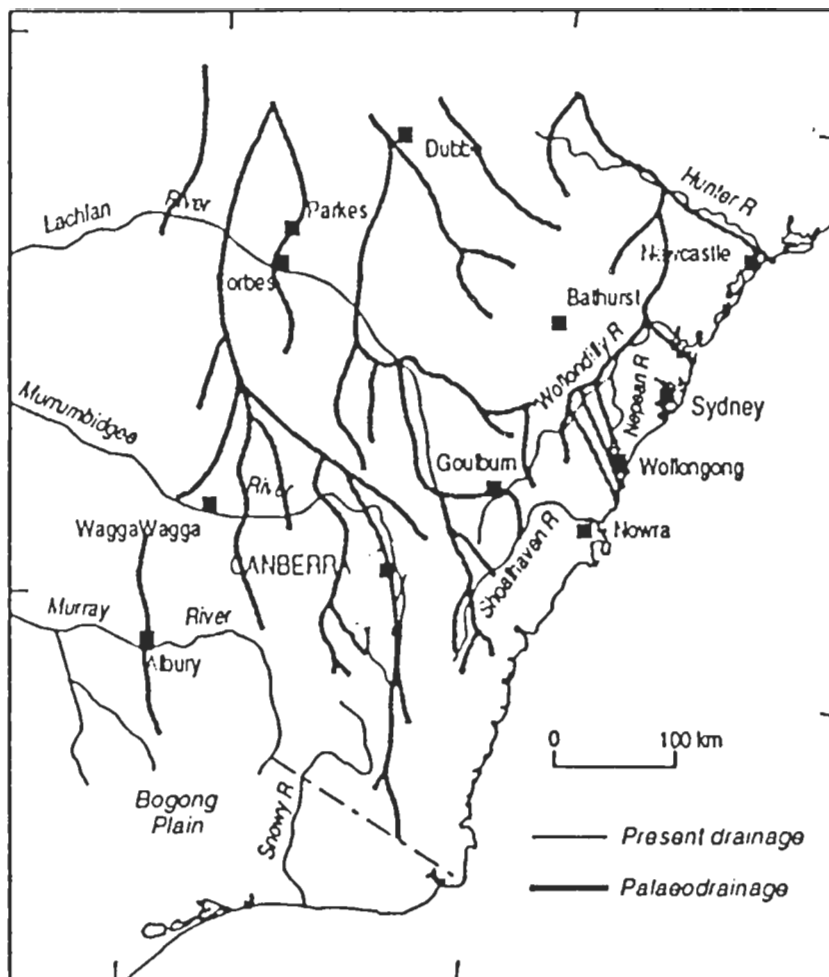 Dubb
Hunter R
Lachlan River
Parkes
Newcastle
orbes
Bathurst
Wollondilly R
Nepean R
Murrumbidgee
River
Sydney
Goulburn
Wollongong
WaggaWagga
Shoalhaven R
Nowra
CANBERRA
Murray River
Albury
0 100 km
Bogong
Plain
Snowy R
Present drainage
Palaeodrainage